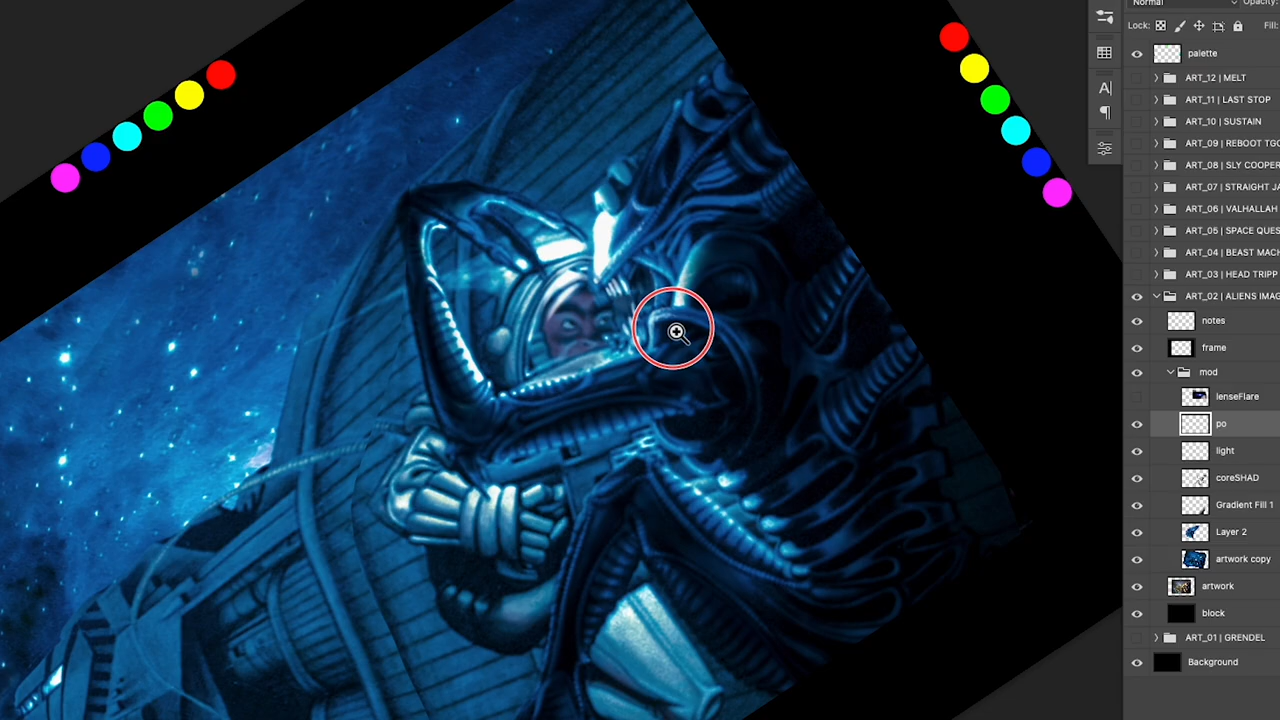 Normal
Opacity:
Lock:
Fill:
palette
ART_12 | MELT
ART_11 | LAST STOP
ART_10 | SUSTAIN
ART_09 | REBOOT TGC
ART_08 | SLY COOPER
ART_07 | STRAIGHT JA
ART_06 | VALHALLAH
ART_05 | SPACE QUES
ART_04 | BEAST MACH
ART_03 | HEAD TRIPP
ART_02 | ALIENS IMAG
notes
frame
mod
lenseFlare
po
light
coreSHAD
Gradient Fill 1
Layer 2
artwork copy
artwork
block
ART_01 | GRENDEL
Background